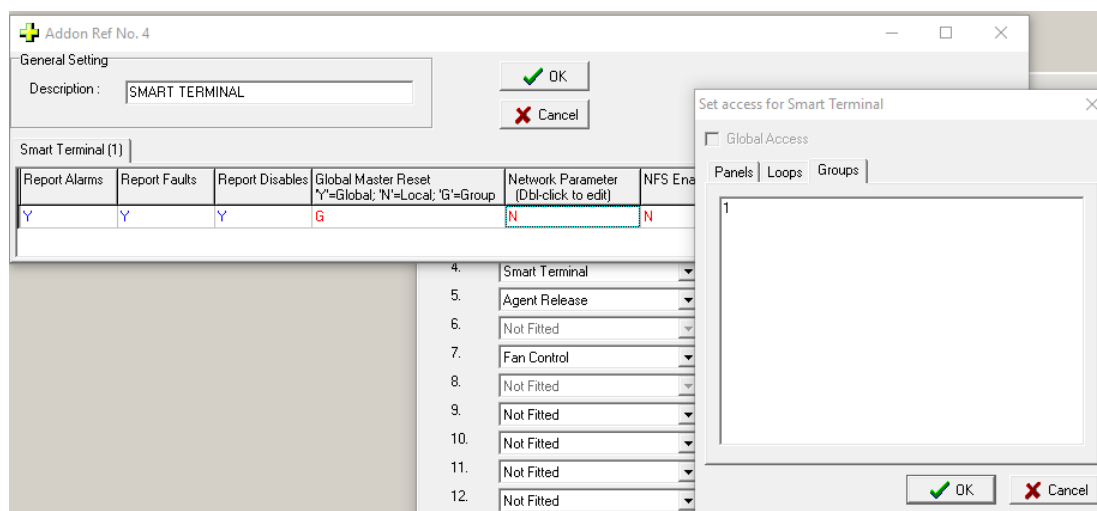 Addon Ref No. 4
General Setting
Description :
SMART TERMINAL
OK
Cancel
Smart Terminal (1)
Report Alarms
Report Faults
Report Disables
Global Master Reset
'Y'=Global; 'N'=Local; 'G'=Group
Network Parameter
(Dbl-click to edit)
NFS Ena
Y
Y
Y
G
N
N
4.
Smart Terminal
5.
Agent Release
6.
Not Fitted
7.
Fan Control
8.
Not Fitted
9.
Not Fitted
10.
Not Fitted
11.
Not Fitted
12.
Not Fitted
Set access for Smart Terminal
Global Access
Panels
Loops
Groups
1
OK
Cancel